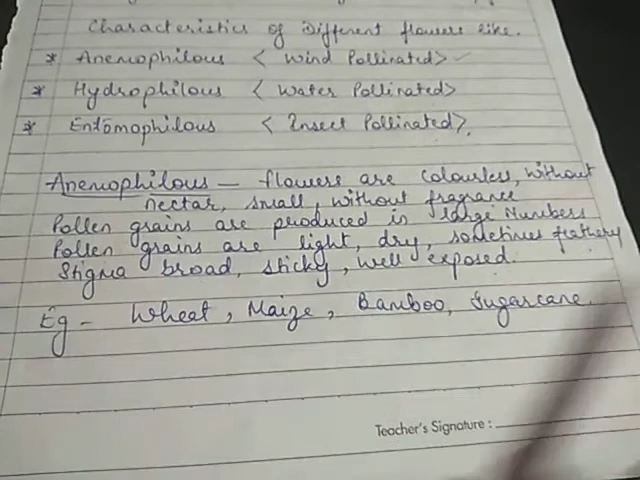 Characteristics of Different flowers like.
* Anemophilous < Wind Pollinated>
* Hydrophilous < Water Pollinated>
* Entomophilous < Insect Pollinated>.
Anemophilous – flowers are colourless, without
nectar, small, without fragrance
Pollen grains are produced in large Numbers
Pollen grains are light, dry, sometimes feathery
Stigma broad, sticky, well exposed.
Eg – Wheat, Maize, Bamboo, Sugarcane.
Teacher's Signature :